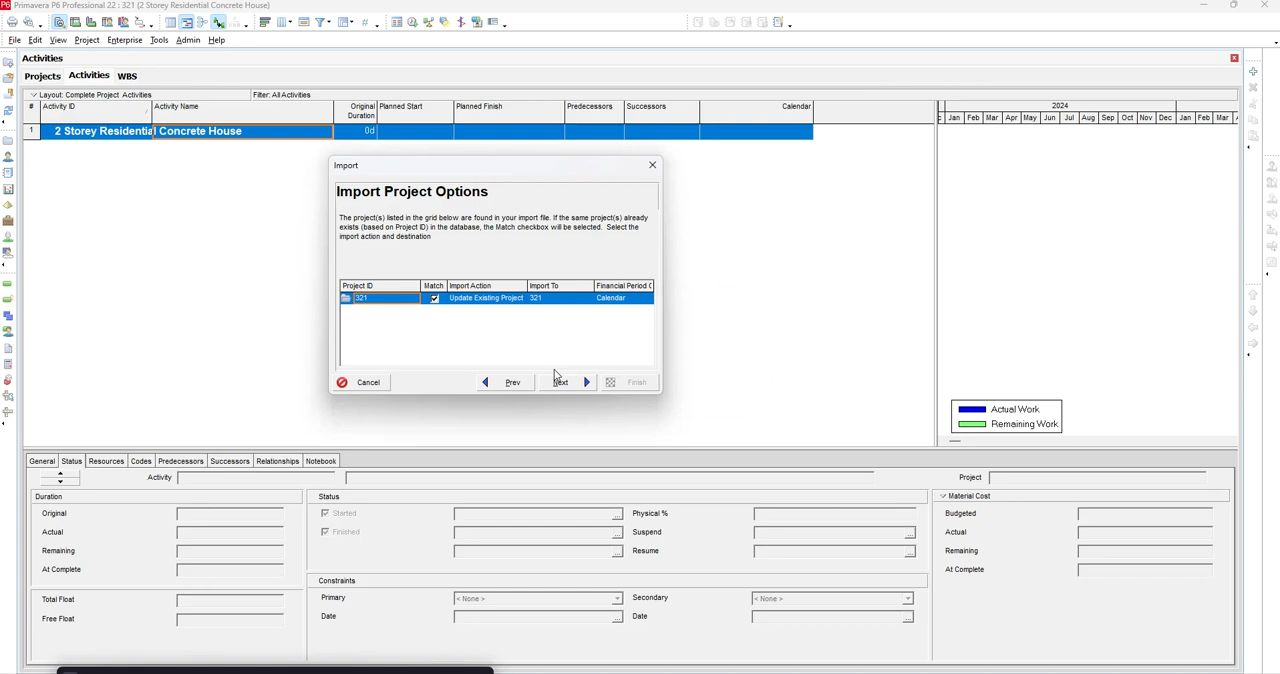 Primavera P6 Professional 22 : 321 (2 Storey Residential Concrete House)
File Edit View Project Enterprise Tools Admin Help
Activities
Projects Activities WBS
Layout: Complete Project Activities Filter: All Activities
# Activity ID Activity Name Original Duration Planned Start Planned Finish Predecessors Successors Calendar 2024
Jan Feb Mar Apr May Jun Jul Aug Sep Oct Nov Dec Jan Feb Mar
1 2 Storey Residential Concrete House 0d
Import
Import Project Options
The project(s) listed in the grid below are found in your import file. If the same project(s) already
exists (based on Project ID) in the database, the Match checkbox will be selected. Select the
import action and destination
Project ID Match Import Action Import To Financial Period C
321 Update Existing Project 321 Calendar
Cancel Prev Next Finish
Actual Work
Remaining Work
General Status Resources Codes Predecessors Successors Relationships Notebook
Activity Project
Duration Status Material Cost
Original Started Physical % Budgeted
Actual Finished Suspend Actual
Remaining Resume Remaining
At Complete At Complete
Constraints
Total Float Primary < None > Secondary < None >
Free Float Date Date